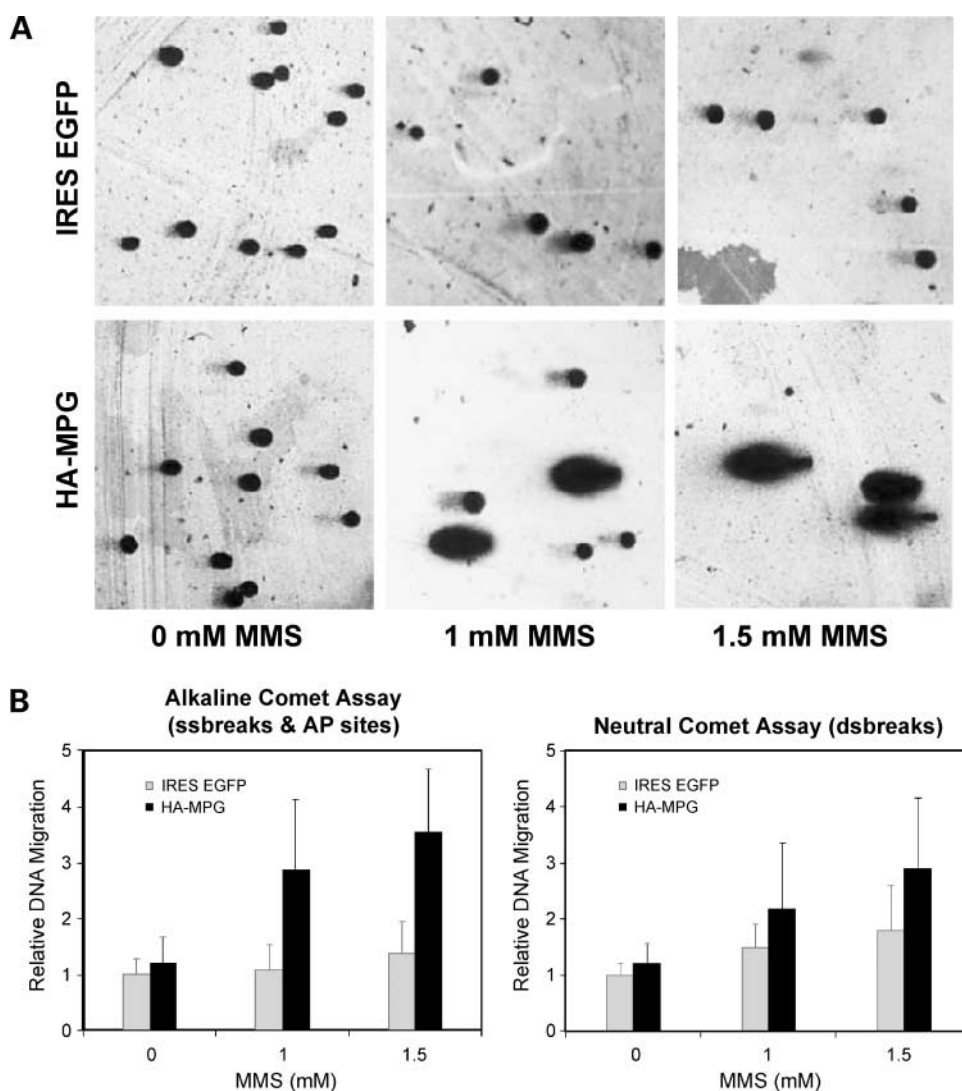 A
IRES EGFP
HA-MPG
0 mM MMS
1 mM MMS
1.5 mM MMS
B
Alkaline Comet Assay
(ssbreaks & AP sites)
Relative DNA Migration
5
4
3
2
1
0
IRES EGFP
HA-MPG
0
1
1.5
MMS (mM)
Neutral Comet Assay (dsbreaks)
Relative DNA Migration
5
4
3
2
1
0
IRES EGFP
HA-MPG
0
1
1.5
MMS (mM)